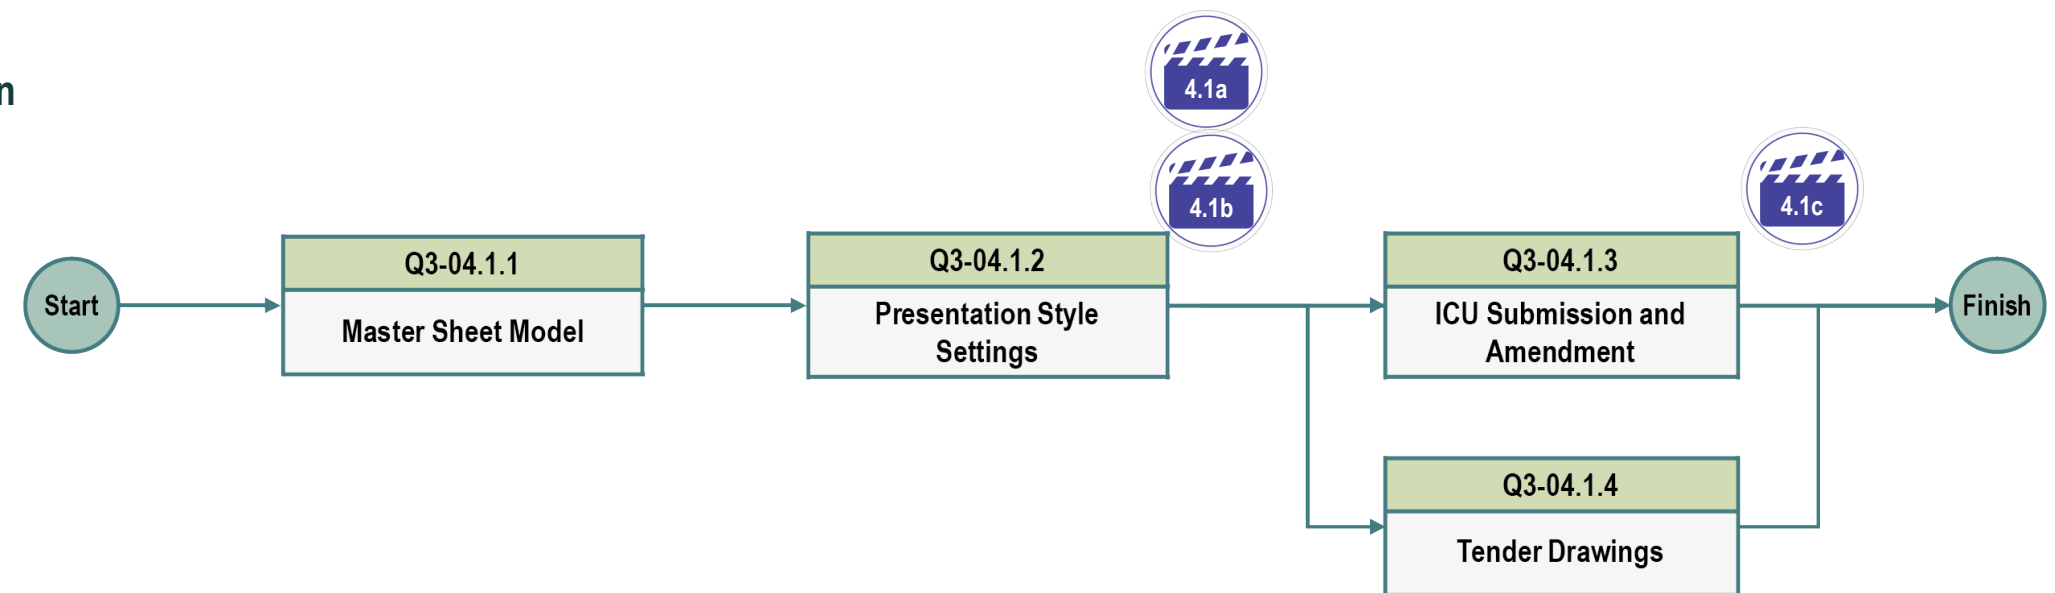 n
4.1a
4.1b
4.1c
Start
Q3-04.1.1
Master Sheet Model
Q3-04.1.2
Presentation Style
Settings
Q3-04.1.3
ICU Submission and
Amendment
Q3-04.1.4
Tender Drawings
Finish